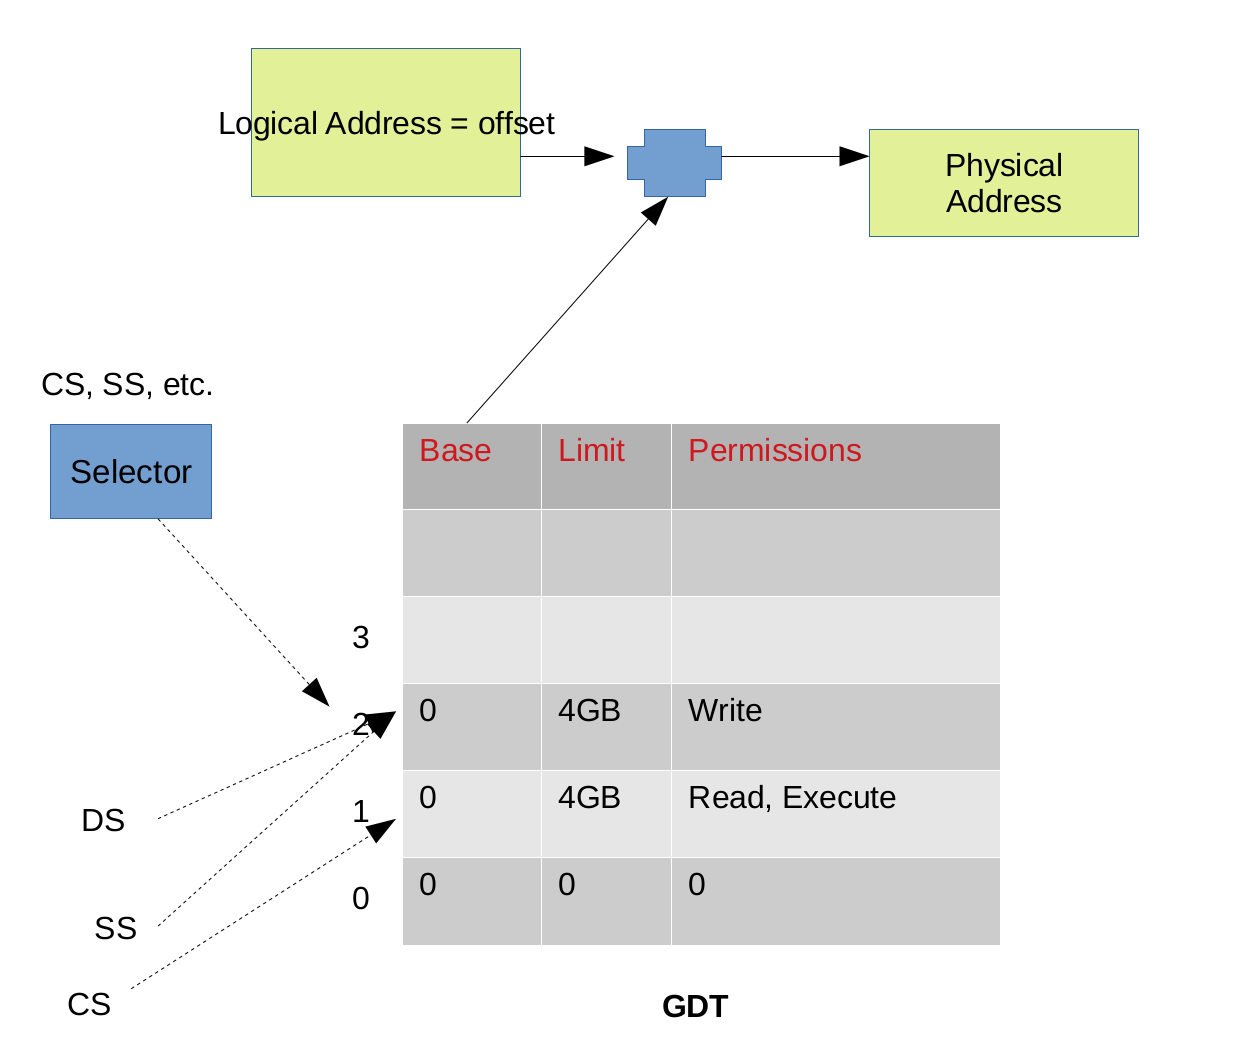 Logical Address = offset
Physical
Address
CS, SS, etc.
Selector
Base Limit Permissions
3
2 0 4GB Write
1 0 4GB Read, Execute
0 0 0 0
DS
SS
CS
GDT